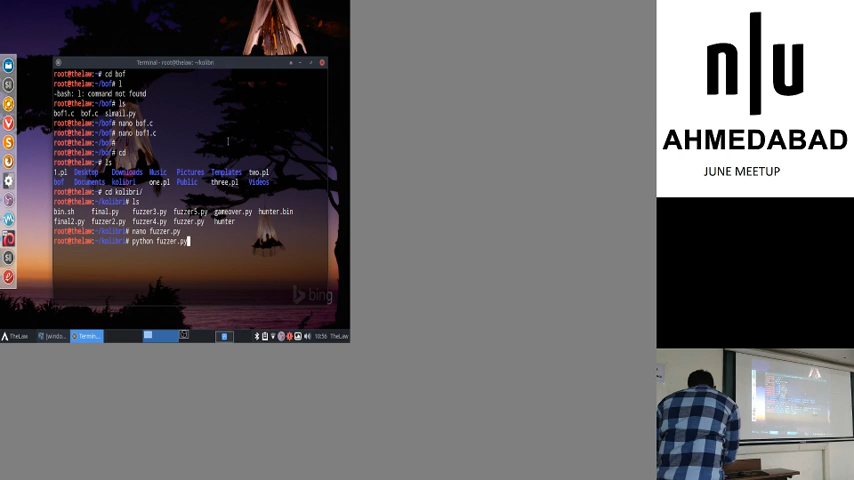 Terminal - root@thelaw:~/kolibri
root@thelaw:~# cd bof
root@thelaw:~/bof# l
-bash: l: command not found
root@thelaw:~/bof# ls
bof1.c bof.c slmail.py
root@thelaw:~/bof# nano bof.c
root@thelaw:~/bof# nano bof1.c
root@thelaw:~/bof#
root@thelaw:~/bof# cd
root@thelaw:~# ls
1.pl Desktop Downloads Music Pictures Templates two.pl
bof Documents kolibri one.pl Public three.pl Videos
root@thelaw:~# cd kolibri/
root@thelaw:~/kolibri# ls
bin.sh final.py fuzzer3.py fuzzer5.py gameover.py hunter.bin
final2.py fuzzer2.py fuzzer4.py fuzzer.py hunter
root@thelaw:~/kolibri# nano fuzzer.py
root@thelaw:~/kolibri# python fuzzer.py
bing
TheLaw [windo... Termin... 10:56 TheLaw
n|u
AHMEDABAD
JUNE MEETUP